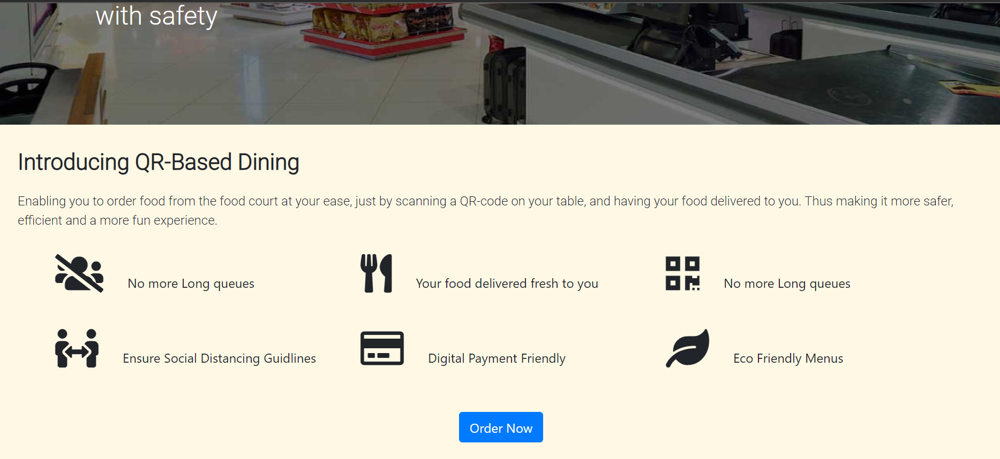 with safety
Introducing QR-Based Dining
Enabling you to order food from the food court at your ease, just by scanning a QR-code on your table, and having your food delivered to you. Thus making it more safer,
efficient and a more fun experience.
No more Long queues
Your food delivered fresh to you
No more Long queues
Ensure Social Distancing Guidlines
Digital Payment Friendly
Eco Friendly Menus
Order Now